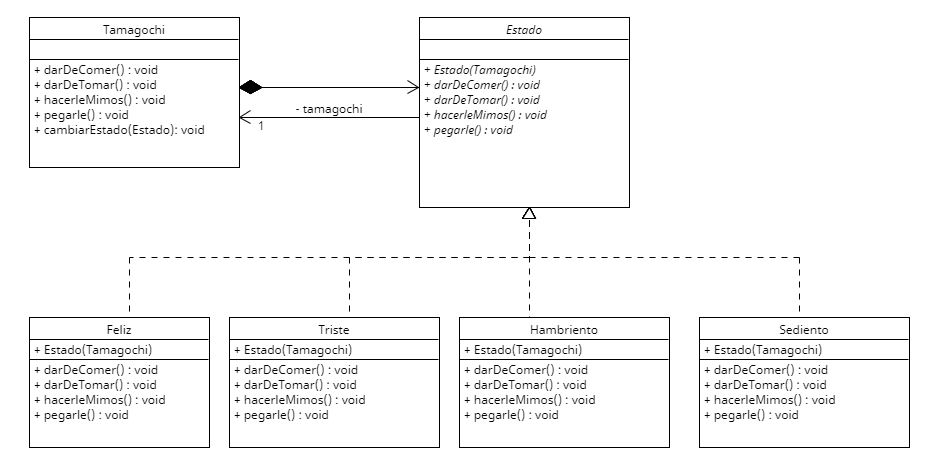 Tamagochi
+ darDeComer() : void
+ darDeTomar() : void
+ hacerleMimos() : void
+ pegarle() : void
+ cambiarEstado(Estado): void
Estado
+ Estado(Tamagochi)
+ darDeComer() : void
+ darDeTomar() : void
+ hacerleMimos() : void
+ pegarle() : void
- tamagochi
1
Feliz
+ Estado(Tamagochi)
+ darDeComer() : void
+ darDeTomar() : void
+ hacerleMimos() : void
+ pegarle() : void
Triste
+ Estado(Tamagochi)
+ darDeComer() : void
+ darDeTomar() : void
+ hacerleMimos() : void
+ pegarle() : void
Hambriento
+ Estado(Tamagochi)
+ darDeComer() : void
+ darDeTomar() : void
+ hacerleMimos() : void
+ pegarle() : void
Sediento
+ Estado(Tamagochi)
+ darDeComer() : void
+ darDeTomar() : void
+ hacerleMimos() : void
+ pegarle() : void